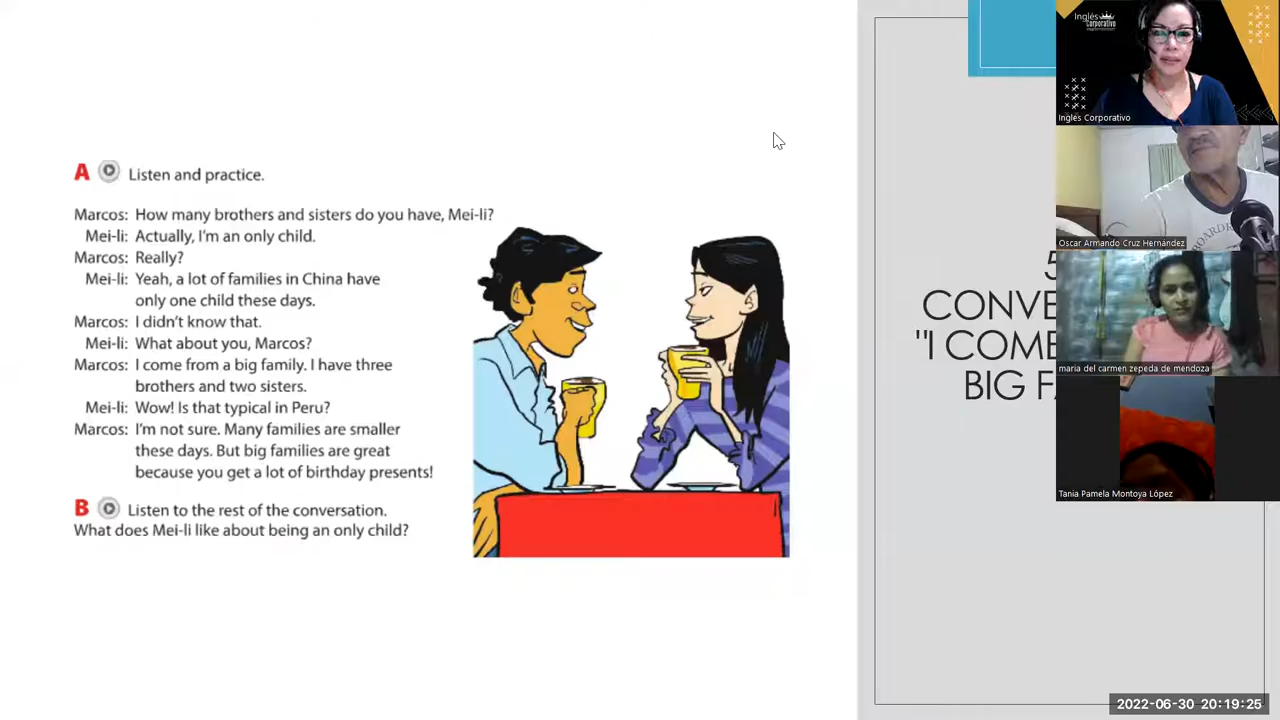 A Listen and practice.
Marcos: How many brothers and sisters do you have, Mei-li?
Mei-li: Actually, I'm an only child.
Marcos: Really?
Mei-li: Yeah, a lot of families in China have
only one child these days.
Marcos: I didn't know that.
Mei-li: What about you, Marcos?
Marcos: I come from a big family. I have three
brothers and two sisters.
Mei-li: Wow! Is that typical in Peru?
Marcos: I'm not sure. Many families are smaller
these days. But big families are great
because you get a lot of birthday presents!
B Listen to the rest of the conversation.
What does Mei-li like about being an only child?
5
CONVE
"I COME
BIG FA
Inglés
Corporativo
Inglés Corporativo
Oscar Armando Cruz Hernández
maria del carmen zepeda de mendoza
Tania Pamela Montoya López
2022-06-30 20:19:25